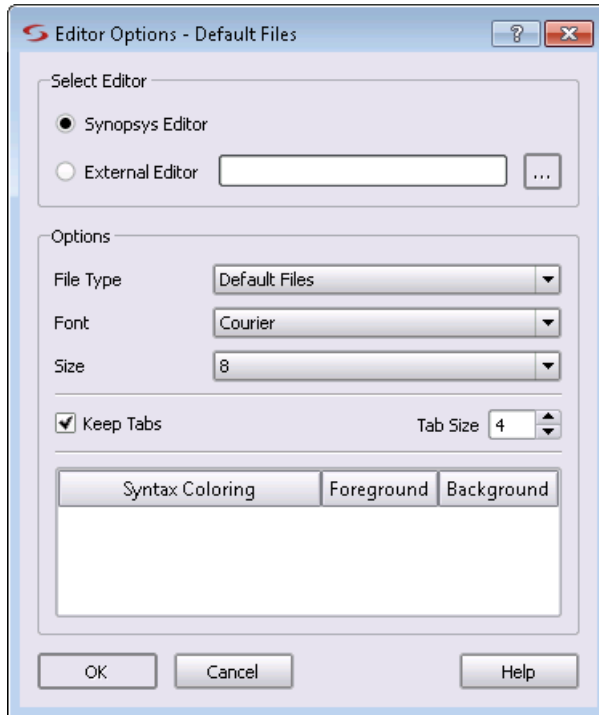 Editor Options - Default Files
?
Select Editor
Synopsys Editor
External Editor ...
Options
File Type Default Files
Font Courier
Size 8
Keep Tabs Tab Size 4
Syntax Coloring Foreground Background
OK Cancel Help